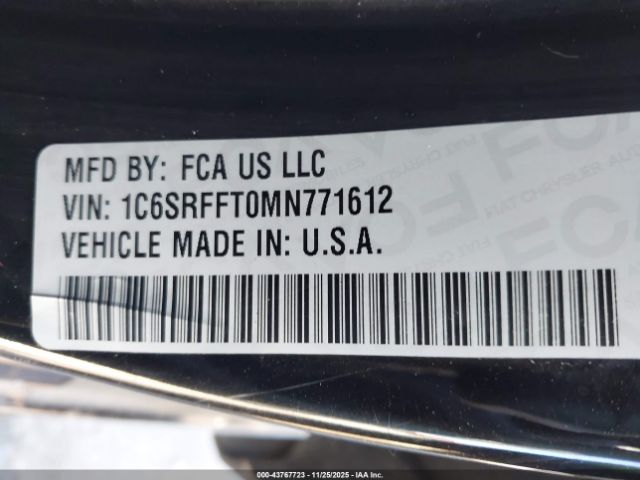 MFD BY: FCA US LLC
VIN: 1C6SRFFT0MN771612
VEHICLE MADE IN: U.S.A.
000-43767723 - 11/25/2025 - IAA Inc.